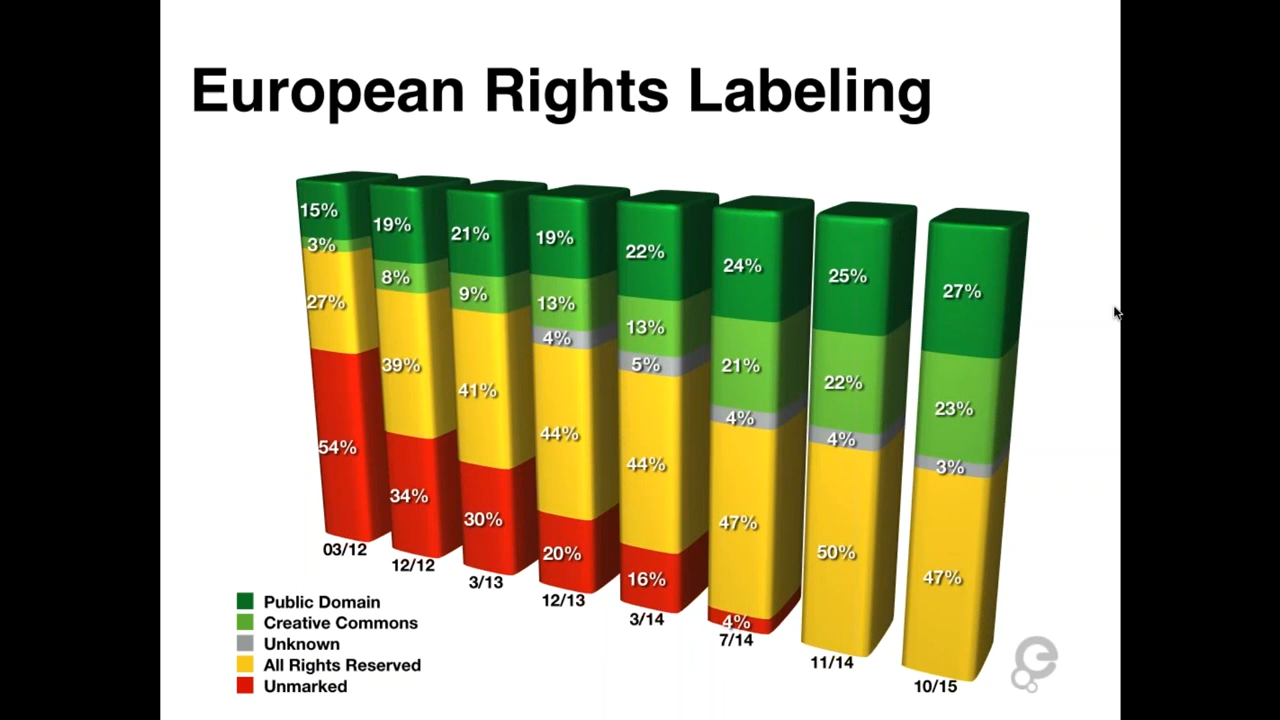 European Rights Labeling
15% 19% 21% 19% 22% 24% 25% 27%
3% 8% 9% 13% 13% 21% 22% 23%
4% 5% 4% 4% 3%
27% 39% 41% 44% 44% 47% 50% 47%
54% 34% 30% 20% 16% 4%
03/12 12/12 3/13 12/13 3/14 7/14 11/14 10/15
Public Domain
Creative Commons
Unknown
All Rights Reserved
Unmarked